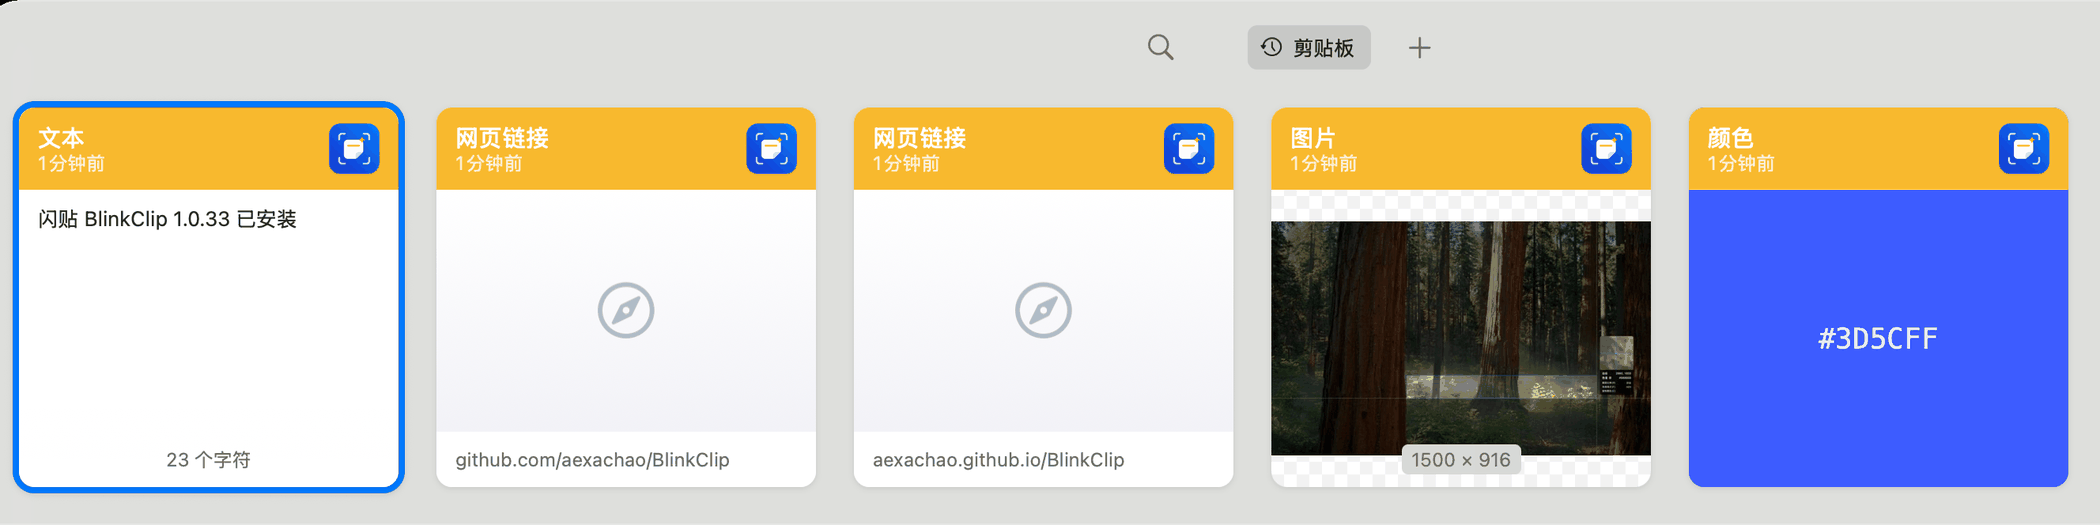 剪贴板
文本
1分钟前
闪贴 BlinkClip 1.0.33 已安装
23 个字符
网页链接
1分钟前
github.com/aexachao/BlinkClip
网页链接
1分钟前
aexachao.github.io/BlinkClip
图片
1分钟前
1500 × 916
颜色
1分钟前
#3D5CFF